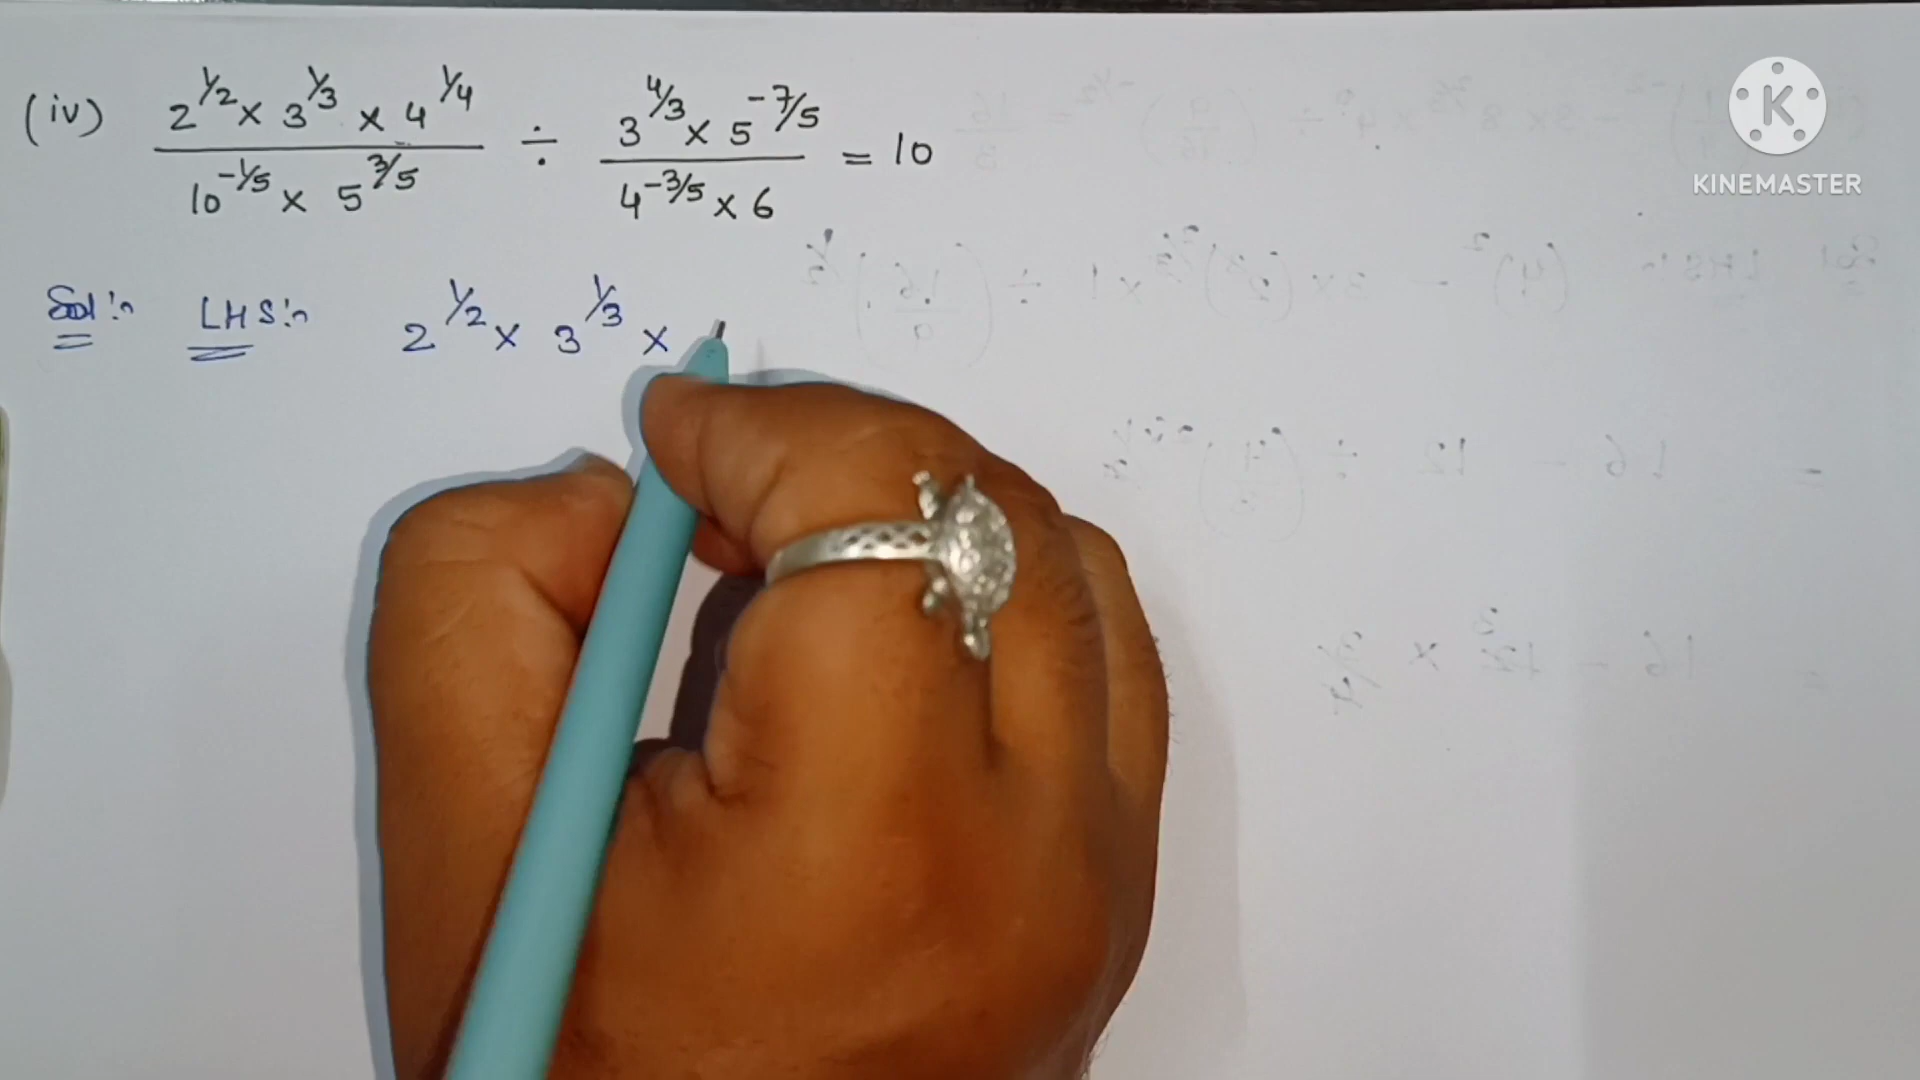 (iv) 2^1/2 × 3^1/3 × 4^1/4 / 10^-1/5 × 5^3/5 ÷ 3^4/3 × 5^-7/5 / 4^-3/5 × 6 = 10
K
KINEMASTER
Sol:n LHS:n 2^1/2 × 3^1/3 ×